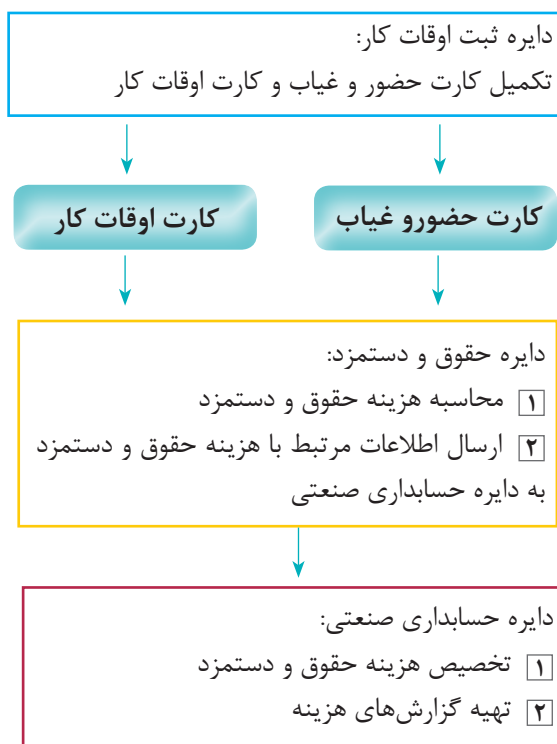 دایره ثبت اوقات کار:
تکمیل کارت حضور و غیاب و کارت اوقات کار
کارت حضورو غیاب
کارت اوقات کار
دایره حقوق و دستمزد:
۱ محاسبه هزینه حقوق و دستمزد
۲ ارسال اطلاعات مرتبط با هزینه حقوق و دستمزد
به دایره حسابداری صنعتی
دایره حسابداری صنعتی:
۱ تخصیص هزینه حقوق و دستمزد
۲ تهیه گزارش‌های هزینه